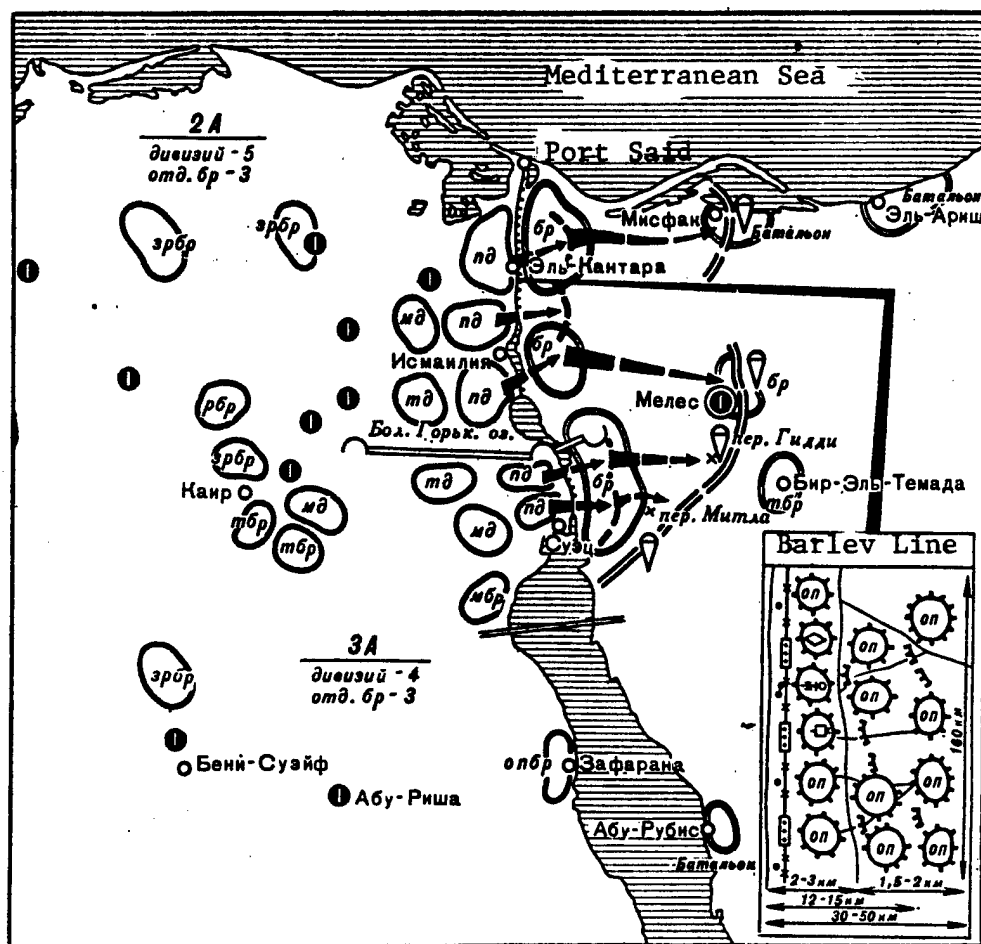 Mediterranean Sea
2А
дивизий - 5
отд. бр - 3
Port Said
Батальон
Эль-Ариш
Мисфак
Батальон
зрбр
зрбр
пд
бр
Эль-Кантара
мд
пд
бр
Исмаилия
тд
пд
Мелес
бр
рбр
Бол. Горьк. оз.
пер. Гидди
зрбр
Каир
тд
пд
бр
Бир-Эль-Темада
тбр
мд
тбр
тбр
мд
пд
пер. Митла
Суэц
мбр
3А
дивизий - 4
отд. бр - 3
зрбр
Бени-Суэйф
Абу-Риша
опбр
Зафарана
Абу-Рубис
Батальон
Barlev Line
оп
оп
оп
оп
оп
оп
оп
оп
оп
оп
оп
оп
160 км
2-3 км
1,5-2 км
12-15 км
30-50 км